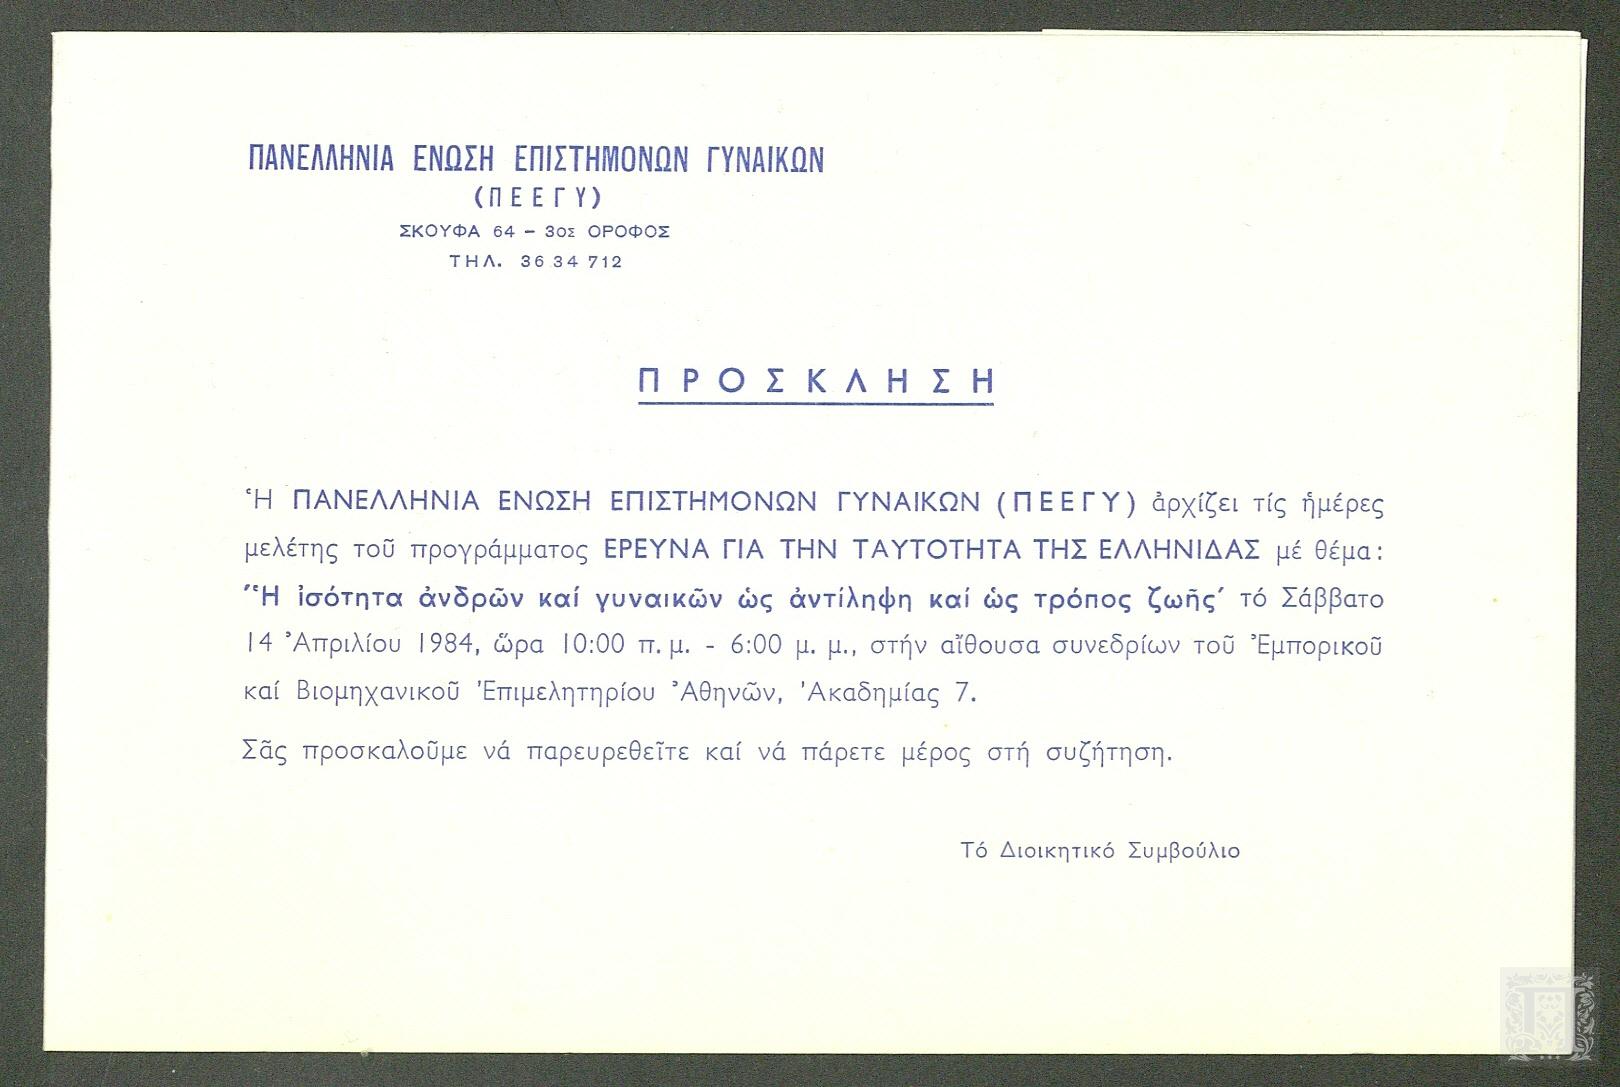 ΠΑΝΕΛΛΗΝΙΑ ΕΝΩΣΗ ΕΠΙΣΤΗΜΟΝΩΝ ΓΥΝΑΙΚΩΝ
(ΠΕΕΓΥ)
ΣΚΟΥΦΑ 64 – 3ος ΟΡΟΦΟΣ
ΤΗΛ. 36 34 712
ΠΡΟΣΚΛΗΣΗ
Ἡ ΠΑΝΕΛΛΗΝΙΑ ΕΝΩΣΗ ΕΠΙΣΤΗΜΟΝΩΝ ΓΥΝΑΙΚΩΝ (ΠΕΕΓΥ) ἀρχίζει τίς ἡμέρες
μελέτης τοῦ προγράμματος ΕΡΕΥΝΑ ΓΙΑ ΤΗΝ ΤΑΥΤΟΤΗΤΑ ΤΗΣ ΕΛΛΗΝΙΔΑΣ μέ θέμα:
″Ἡ ἰσότητα ἀνδρῶν καί γυναικῶν ὡς ἀντίληψη καί ὡς τρόπος ζωῆς′ τό Σάββατο
14 Ἀπριλίου 1984, ὥρα 10:00 π.μ. - 6:00 μ. μ., στήν αἴθουσα συνεδρίων τοῦ Ἐμπορικοῦ
καί Βιομηχανικοῦ Ἐπιμελητηρίου Ἀθηνῶν, Ἀκαδημίας 7.
Σᾶς προσκαλοῦμε νά παρευρεθεῖτε καί νά πάρετε μέρος στή συζήτηση.
Τό Διοικητικό Συμβούλιο